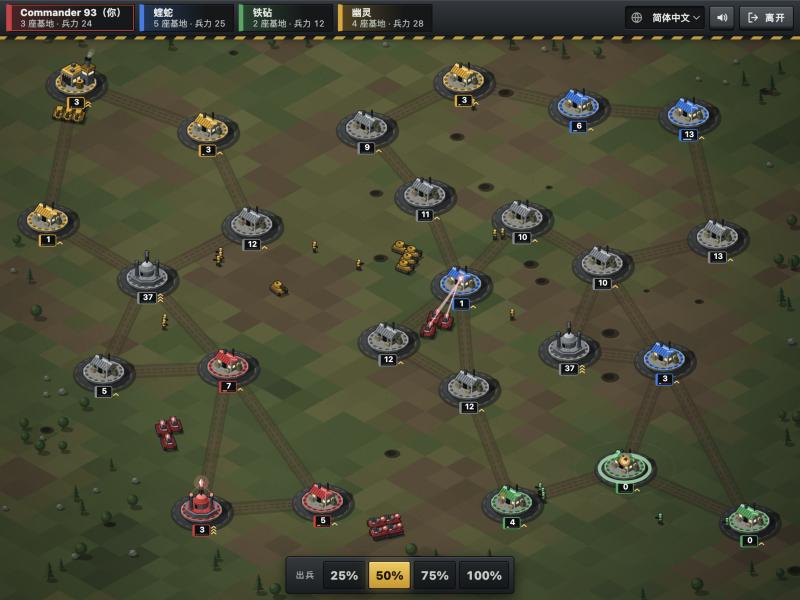 Commander 93（你）
3 座基地 · 兵力 24
蝰蛇
5 座基地 · 兵力 25
铁砧
2 座基地 · 兵力 12
幽灵
4 座基地 · 兵力 28
简体中文
离开
3
3
3
6
13
9
1
12
11
10
13
37
10
1
12
37
3
5
7
12
0
3
5
4
0
出兵
25%
50%
75%
100%